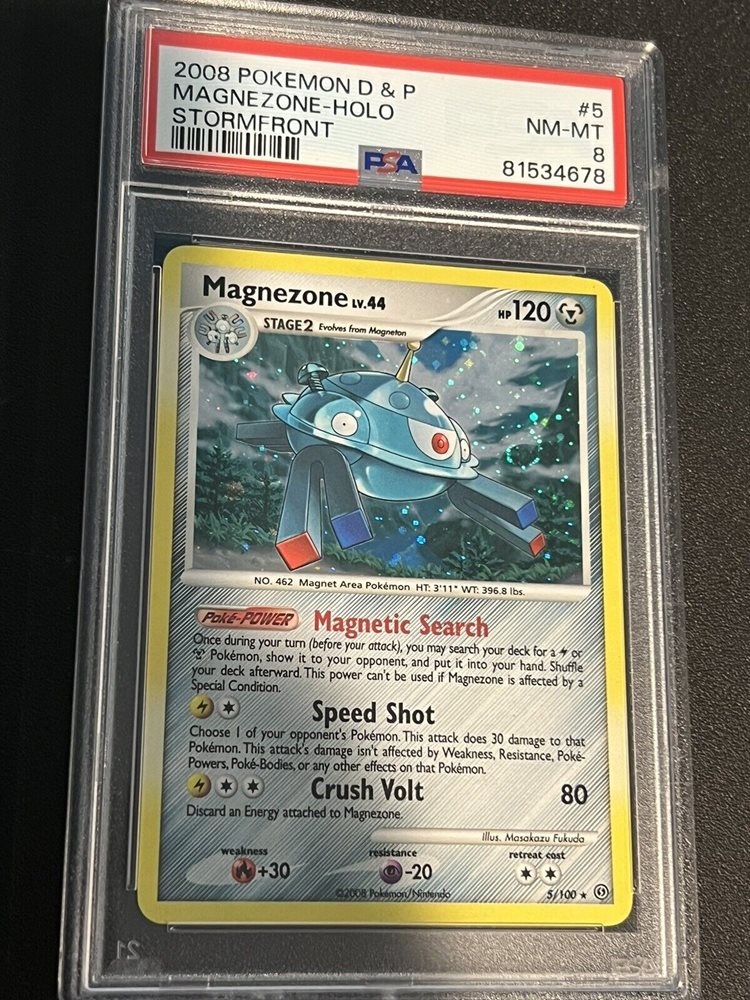 2008 POKEMON D & P #5
MAGNEZONE-HOLO NM-MT
STORMFRONT 8
PSA 81534678
Magnezone LV.44 HP 120
STAGE2 Evolves from Magneton
NO. 462 Magnet Area Pokémon HT: 3'11" WT: 396.8 lbs.
Poké-POWER Magnetic Search
Once during your turn (before your attack), you may search your deck for a or
Pokémon, show it to your opponent, and put it into your hand. Shuffle
your deck afterward. This power can't be used if Magnezone is affected by a
Special Condition.
Speed Shot
Choose 1 of your opponent's Pokémon. This attack does 30 damage to that
Pokémon. This attack's damage isn't affected by Weakness, Resistance, Poké-
Powers, Poké-Bodies, or any other effects on that Pokémon.
Crush Volt 80
Discard an Energy attached to Magnezone.
Illus. Masakazu Fukuda
weakness resistance retreat cost
+30 -20
©2008 Pokémon/Nintendo 5/100 ★